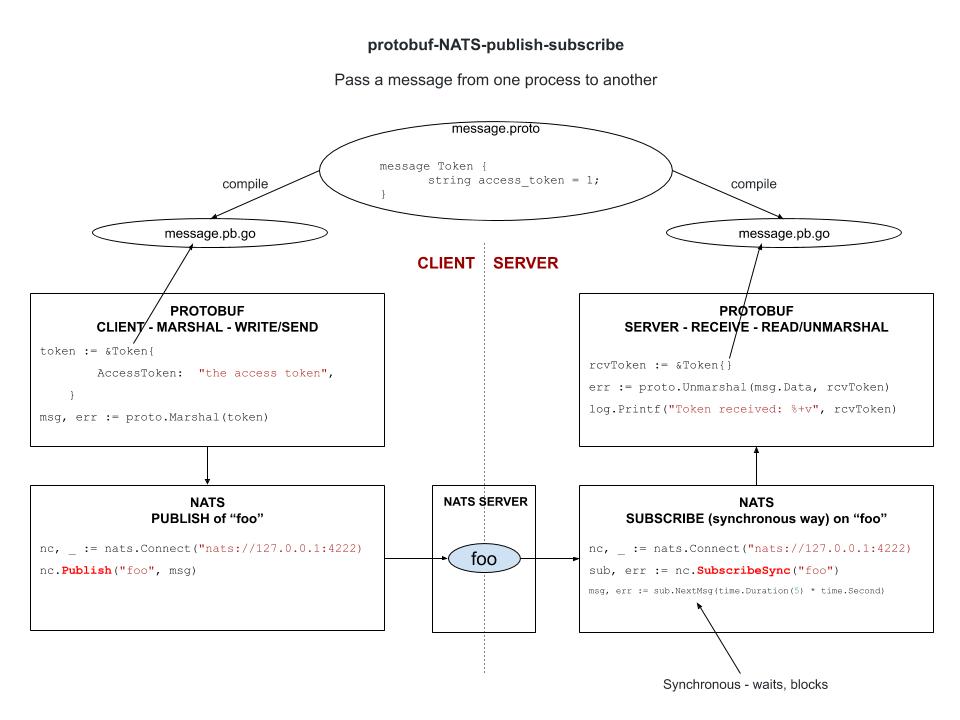 protobuf-NATS-publish-subscribe
Pass a message from one process to another
message.proto
message Token {
string access_token = 1;
}
compile
compile
message.pb.go
message.pb.go
CLIENT
SERVER
PROTOBUF
CLIENT - MARSHAL - WRITE/SEND
token := &Token{
AccessToken: "the access token",
}
msg, err := proto.Marshal(token)
PROTOBUF
SERVER - RECEIVE - READ/UNMARSHAL
rcvToken := &Token{}
err := proto.Unmarshal(msg.Data, rcvToken)
log.Printf("Token received: %+v", rcvToken)
NATS
PUBLISH of “foo”
nc, _ := nats.Connect("nats://127.0.0.1:4222)
nc.Publish("foo", msg)
NATS SERVER
foo
NATS
SUBSCRIBE (synchronous way) on “foo”
nc, _ := nats.Connect("nats://127.0.0.1:4222)
sub, err := nc.SubscribeSync("foo")
msg, err := sub.NextMsg(time.Duration(5) * time.Second)
Synchronous - waits, blocks